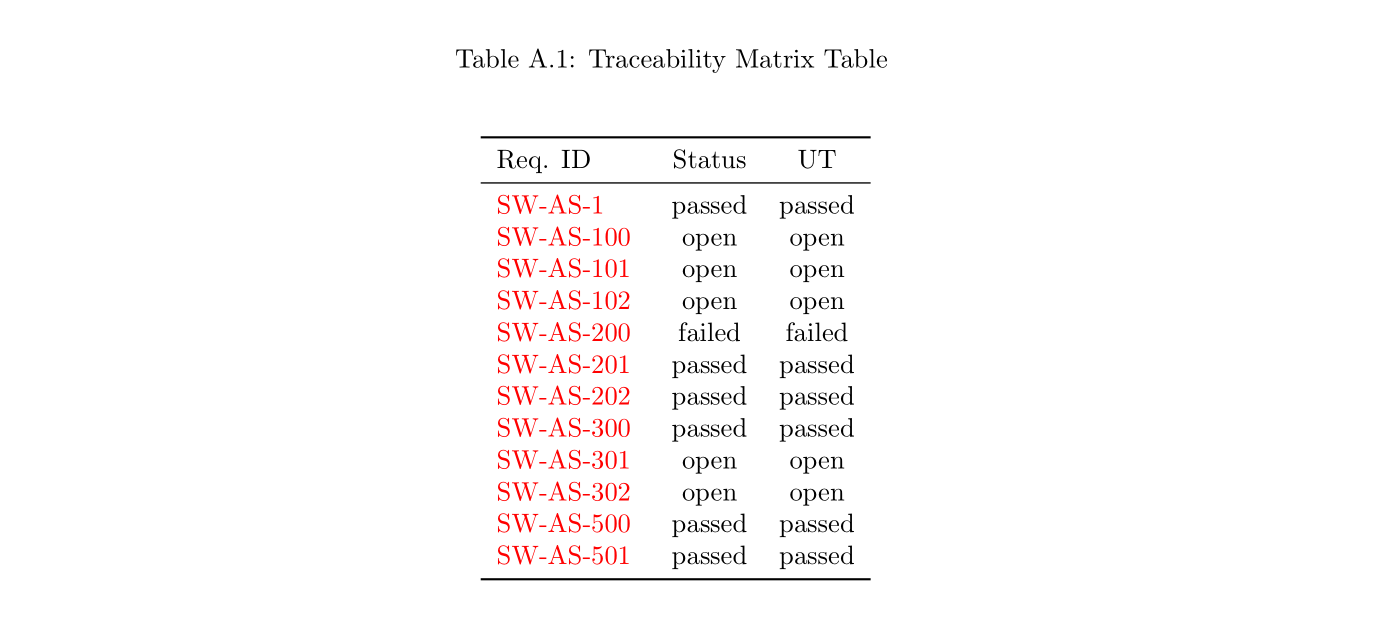 Table A.1: Traceability Matrix Table
Req. ID Status UT
SW-AS-1 passed passed
SW-AS-100 open open
SW-AS-101 open open
SW-AS-102 open open
SW-AS-200 failed failed
SW-AS-201 passed passed
SW-AS-202 passed passed
SW-AS-300 passed passed
SW-AS-301 open open
SW-AS-302 open open
SW-AS-500 passed passed
SW-AS-501 passed passed